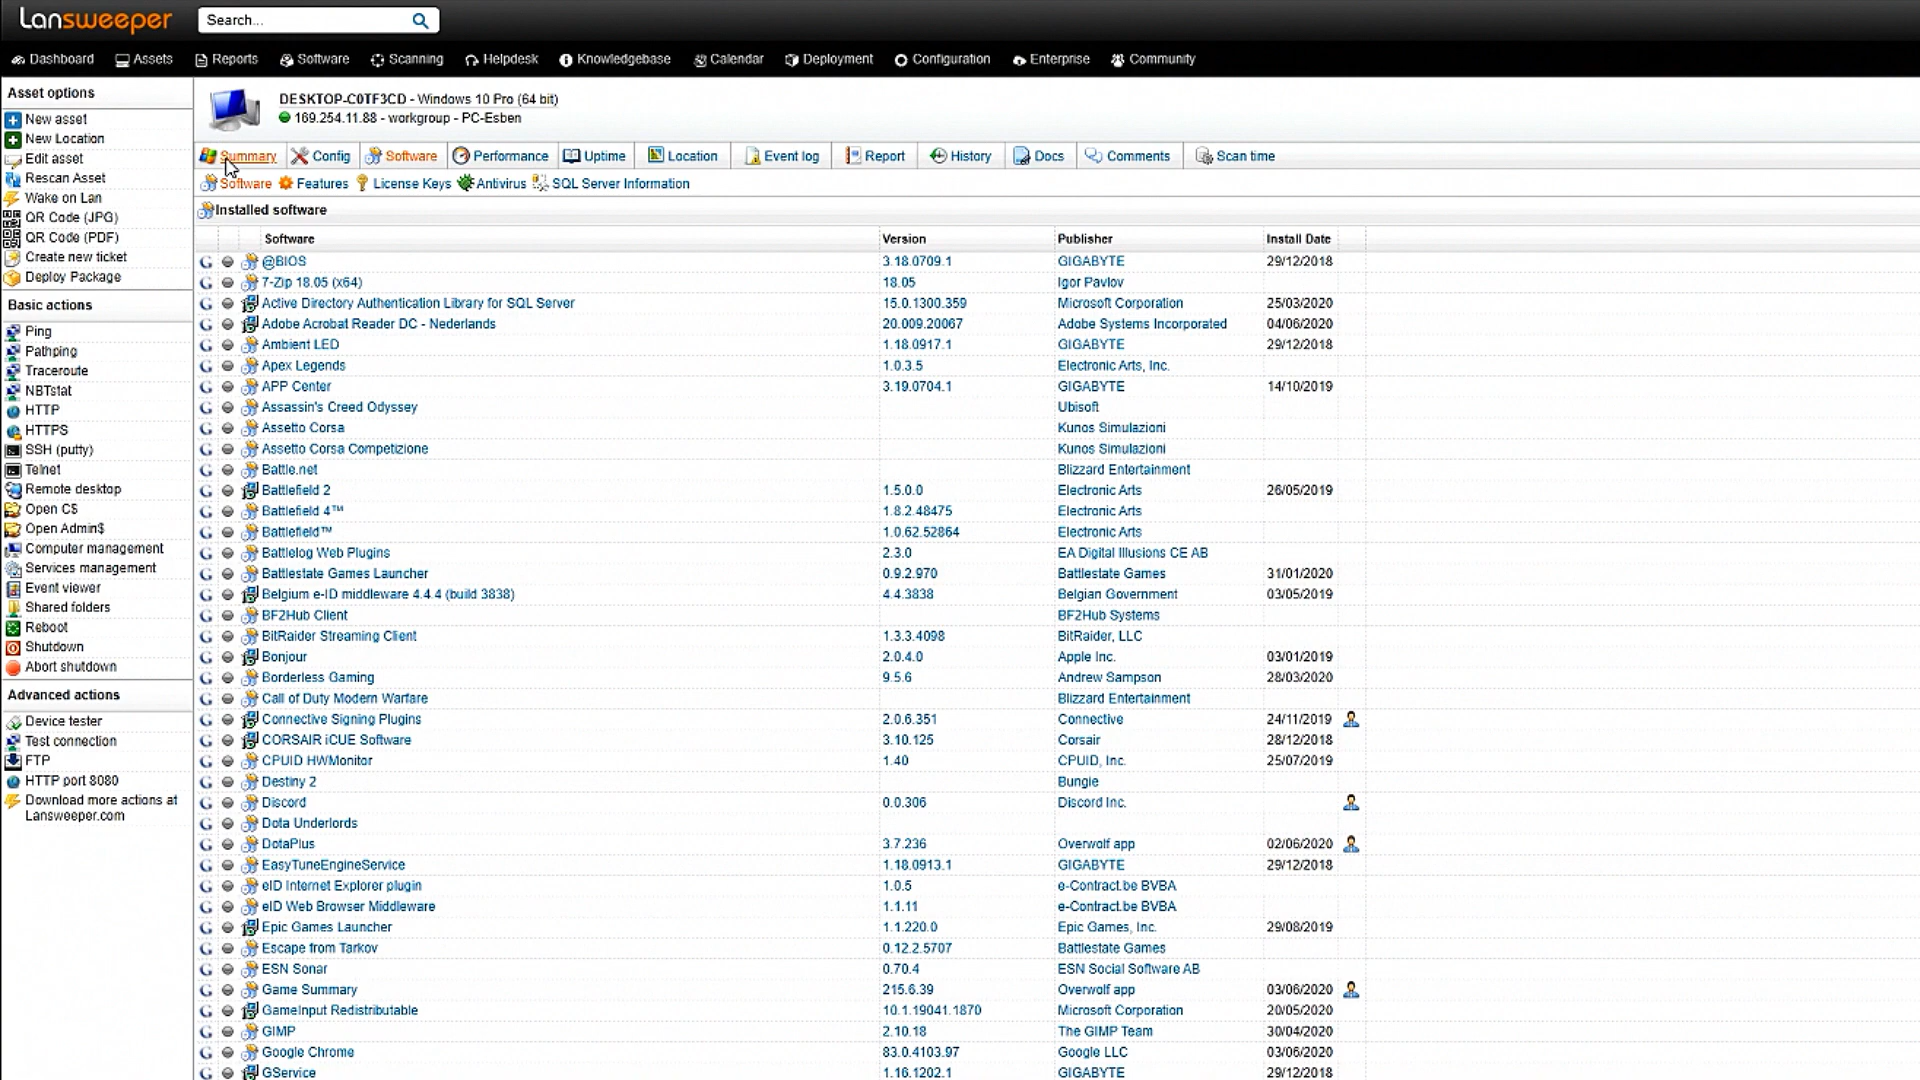 Lansweeper Search...
Dashboard Assets Reports Software Scanning Helpdesk Knowledgebase Calendar Deployment Configuration Enterprise Community
Asset options
New asset
New Location
Edit asset
Rescan Asset
Wake on Lan
QR Code (JPG)
QR Code (PDF)
Create new ticket
Deploy Package
Basic actions
Ping
Pathping
Traceroute
NBTstat
HTTP
HTTPS
SSH (putty)
Telnet
Remote desktop
Open C$
Open Admin$
Computer management
Services management
Event viewer
Shared folders
Reboot
Shutdown
Abort shutdown
Advanced actions
Device tester
Test connection
FTP
HTTP port 8080
Download more actions at
Lansweeper.com
DESKTOP-C0TF3CD - Windows 10 Pro (64 bit)
169.254.11.88 - workgroup - PC-Esben
Summary Config Software Performance Uptime Location Event log Report History Docs Comments Scan time
Software Features License Keys Antivirus SQL Server Information
Installed software
Software Version Publisher Install Date
@BIOS 3.18.0709.1 GIGABYTE 29/12/2018
7-Zip 18.05 (x64) 18.05 Igor Pavlov
Active Directory Authentication Library for SQL Server 15.0.1300.359 Microsoft Corporation 25/03/2020
Adobe Acrobat Reader DC - Nederlands 20.009.20067 Adobe Systems Incorporated 04/06/2020
Ambient LED 1.18.0917.1 GIGABYTE 29/12/2018
Apex Legends 1.0.3.5 Electronic Arts, Inc.
APP Center 3.19.0704.1 GIGABYTE 14/10/2019
Assassin's Creed Odyssey Ubisoft
Assetto Corsa Kunos Simulazioni
Assetto Corsa Competizione Kunos Simulazioni
Battle.net Blizzard Entertainment
Battlefield 2 1.5.0.0 Electronic Arts 26/05/2019
Battlefield 4™ 1.8.2.48475 Electronic Arts
Battlefield™ 1.0.62.52864 Electronic Arts
Battlelog Web Plugins 2.3.0 EA Digital Illusions CE AB
Battlestate Games Launcher 0.9.2.970 Battlestate Games 31/01/2020
Belgium e-ID middleware 4.4.4 (build 3838) 4.4.3838 Belgian Government 03/05/2019
BF2Hub Client BF2Hub Systems
BitRaider Streaming Client 1.3.3.4098 BitRaider, LLC
Bonjour 2.0.4.0 Apple Inc. 03/01/2019
Borderless Gaming 9.5.6 Andrew Sampson 28/03/2020
Call of Duty Modern Warfare Blizzard Entertainment
Connective Signing Plugins 2.0.6.351 Connective 24/11/2019
CORSAIR iCUE Software 3.10.125 Corsair 28/12/2018
CPUID HWMonitor 1.40 CPUID, Inc. 25/07/2019
Destiny 2 Bungie
Discord 0.0.306 Discord Inc.
Dota Underlords
DotaPlus 3.7.236 Overwolf app 02/06/2020
EasyTuneEngineService 1.18.0913.1 GIGABYTE 29/12/2018
eID Internet Explorer plugin 1.0.5 e-Contract.be BVBA
eID Web Browser Middleware 1.1.11 e-Contract.be BVBA
Epic Games Launcher 1.1.220.0 Epic Games, Inc. 29/08/2019
Escape from Tarkov 0.12.2.5707 Battlestate Games
ESN Sonar 0.70.4 ESN Social Software AB
Game Summary 215.6.39 Overwolf app 03/06/2020
GameInput Redistributable 10.1.19041.1870 Microsoft Corporation 20/05/2020
GIMP 2.10.18 The GIMP Team 30/04/2020
Google Chrome 83.0.4103.97 Google LLC 03/06/2020
GService 1.16.1202.1 GIGABYTE 29/12/2018